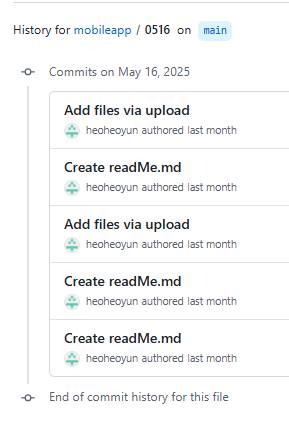 History for mobileapp / 0516 on main
Commits on May 16, 2025
Add files via upload
heoheoyun authored last month
Create readMe.md
heoheoyun authored last month
Add files via upload
heoheoyun authored last month
Create readMe.md
heoheoyun authored last month
Create readMe.md
heoheoyun authored last month
End of commit history for this file